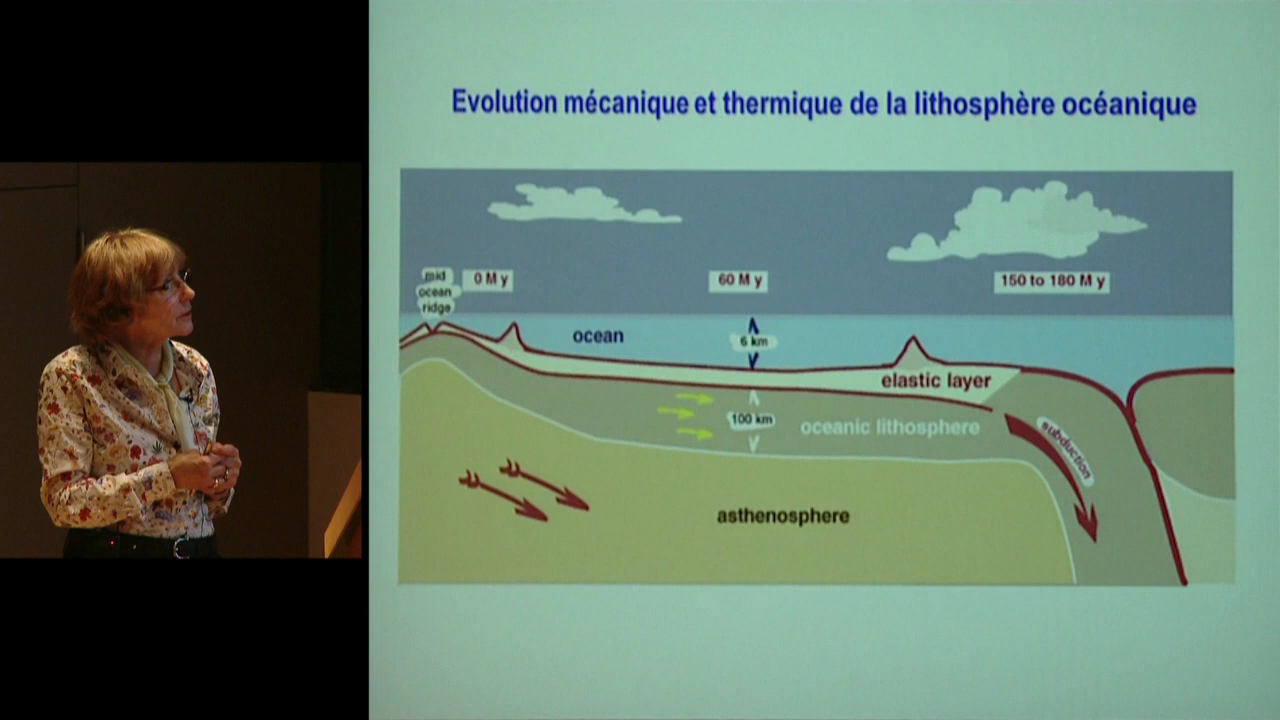 Evolution mécanique et thermique de la lithosphère océanique
mid
ocean
ridge
0 M y
60 M y
150 to 180 M y
ocean
6 km
elastic layer
100 km
oceanic lithosphere
subduction
asthenosphere